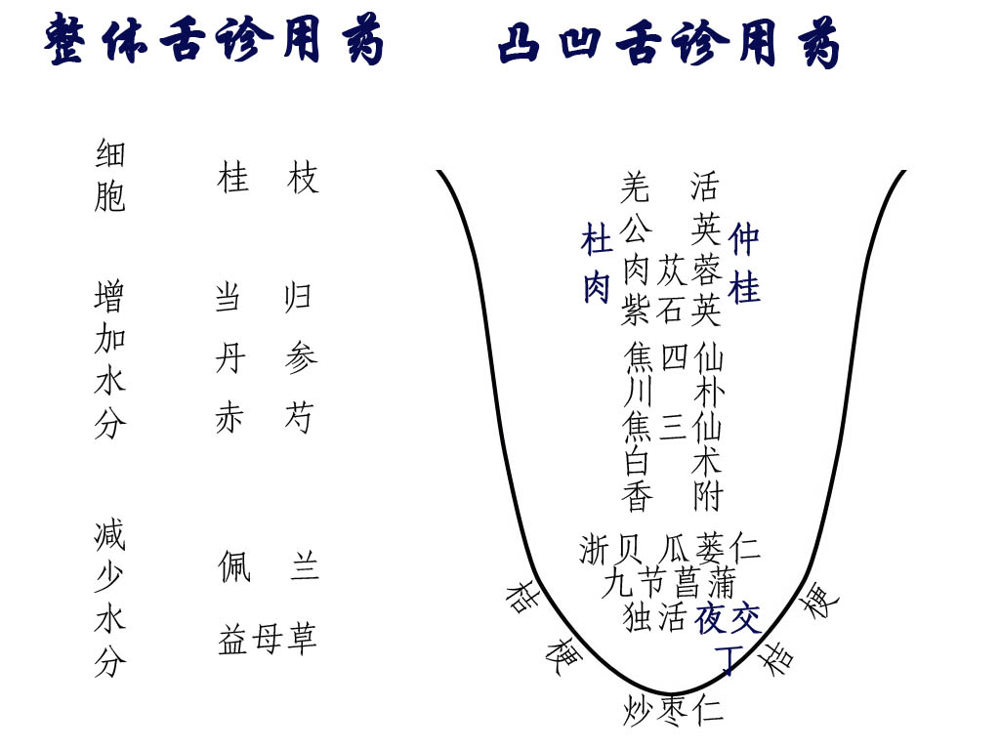 整体舌诊用药
凸凹舌诊用药
细胞
桂 枝
增加水分
当 归
丹 参
赤 芍
减少水分
佩 兰
益母草
羌 活
公 英
肉苁蓉
紫石英
杜仲
肉桂
焦四仙
川 朴
焦三仙
白 术
香 附
浙贝 瓜蒌仁
九节菖蒲
独活 夜交
丁
桔梗
桔梗
炒枣仁